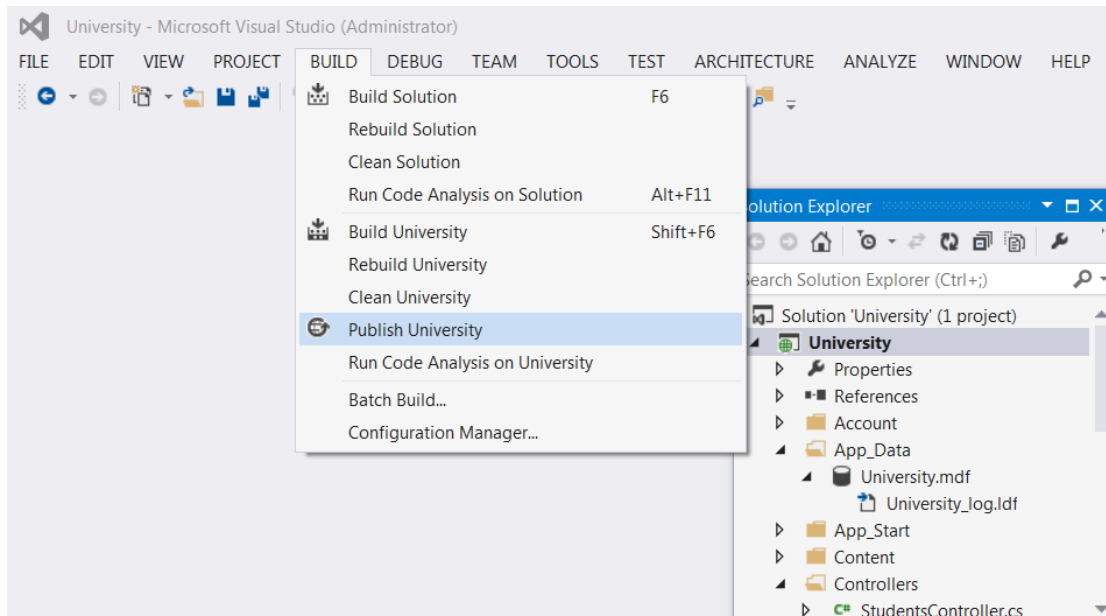 University - Microsoft Visual Studio (Administrator)
FILE EDIT VIEW PROJECT BUILD DEBUG TEAM TOOLS TEST ARCHITECTURE ANALYZE WINDOW HELP
Build Solution F6
Rebuild Solution
Clean Solution
Run Code Analysis on Solution Alt+F11
Build University Shift+F6
Rebuild University
Clean University
Publish University
Run Code Analysis on University
Batch Build...
Configuration Manager...
olution Explorer
Search Solution Explorer (Ctrl+;)
Solution 'University' (1 project)
University
Properties
References
Account
App_Data
University.mdf
University_log.ldf
App_Start
Content
Controllers
C# StudentsController.cs